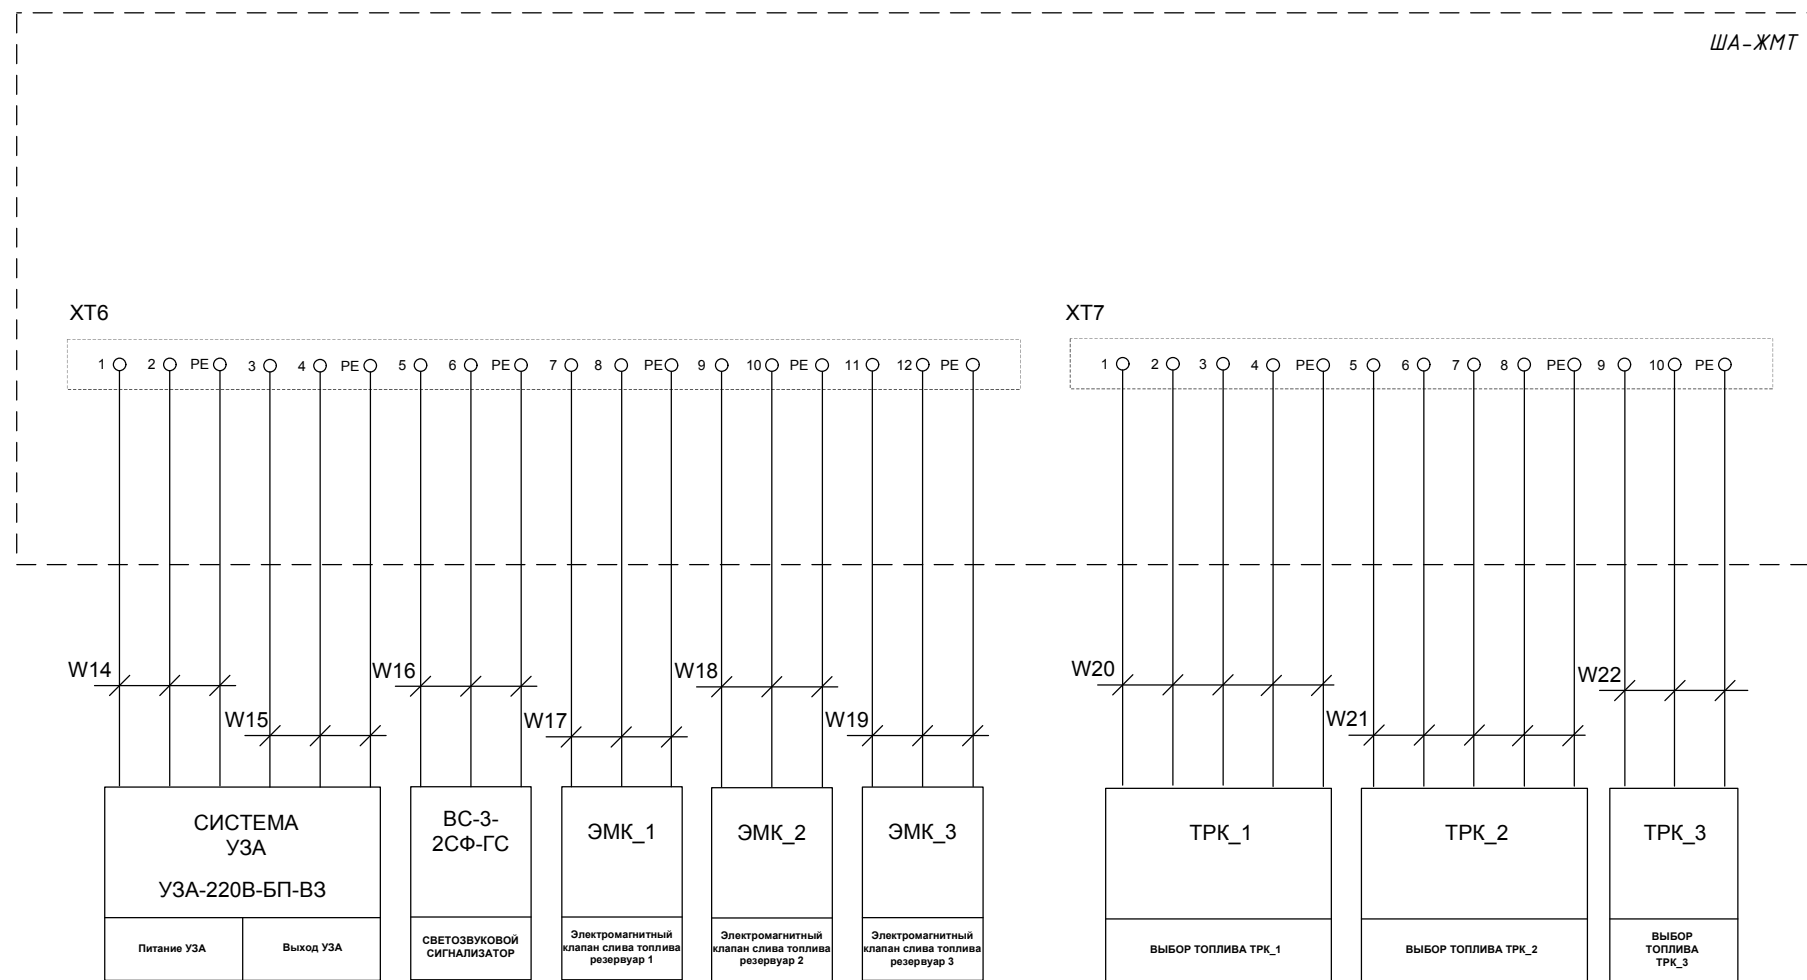 ША-ЖМТ
XT6
XT7
1 2 PE 3 4 PE 5 6 PE 7 8 PE 9 10 PE 11 12 PE
1 2 3 4 PE 5 6 7 8 PE 9 10 PE
W14
W15
W16
W17
W18
W19
W20
W21
W22
СИСТЕМА
УЗА
УЗА-220В-БП-ВЗ
Питание УЗА
Выход УЗА
ВС-3-
2СФ-ГС
СВЕТОЗВУКОВОЙ
СИГНАЛИЗАТОР
ЭМК_1
Электромагнитный
клапан слива топлива
резервуар 1
ЭМК_2
Электромагнитный
клапан слива топлива
резервуар 2
ЭМК_3
Электромагнитный
клапан слива топлива
резервуар 3
ТРК_1
ВЫБОР ТОПЛИВА ТРК_1
ТРК_2
ВЫБОР ТОПЛИВА ТРК_2
ТРК_3
ВЫБОР
ТОПЛИВА
ТРК_3